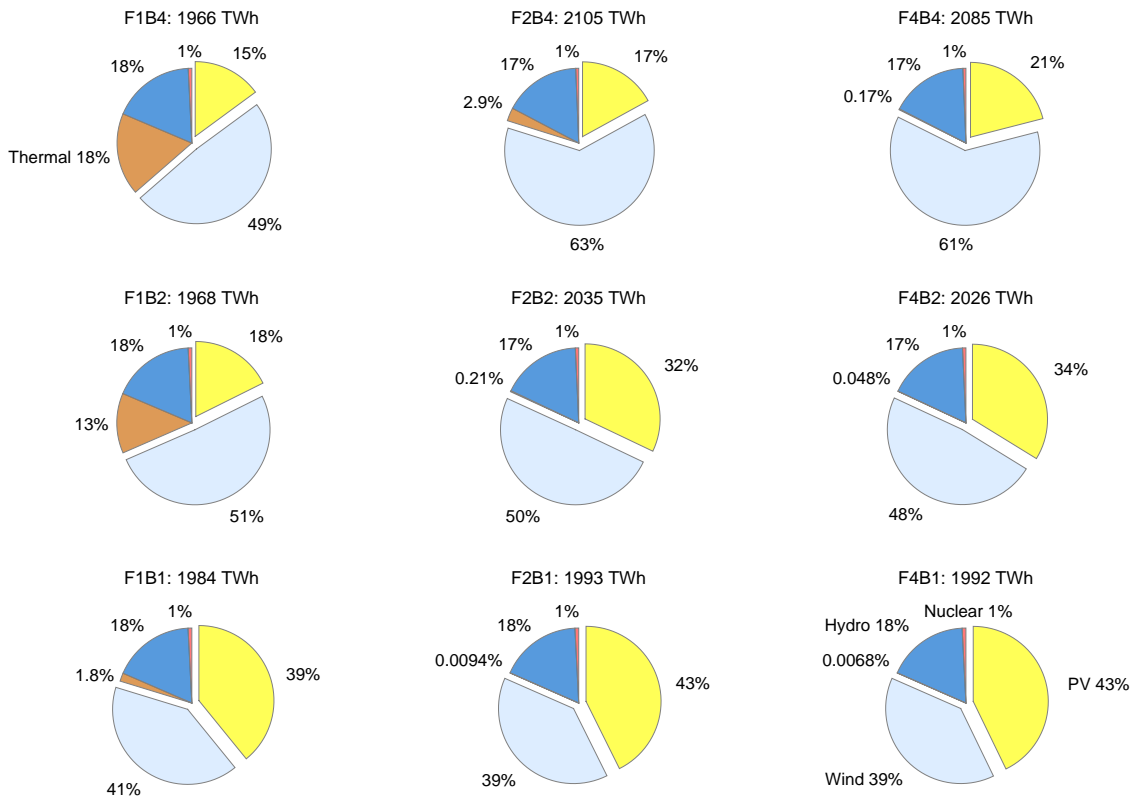 F1B4: 1966 TWh
1%
15%
18%
Thermal 18%
49%
F2B4: 2105 TWh
1%
17%
17%
2.9%
63%
F4B4: 2085 TWh
1%
21%
17%
0.17%
61%
F1B2: 1968 TWh
1%
18%
18%
13%
51%
F2B2: 2035 TWh
1%
17%
32%
0.21%
50%
F4B2: 2026 TWh
1%
17%
34%
0.048%
48%
F1B1: 1984 TWh
1%
18%
39%
1.8%
41%
F2B1: 1993 TWh
1%
18%
0.0094%
43%
39%
F4B1: 1992 TWh
Nuclear 1%
Hydro 18%
0.0068%
PV 43%
Wind 39%